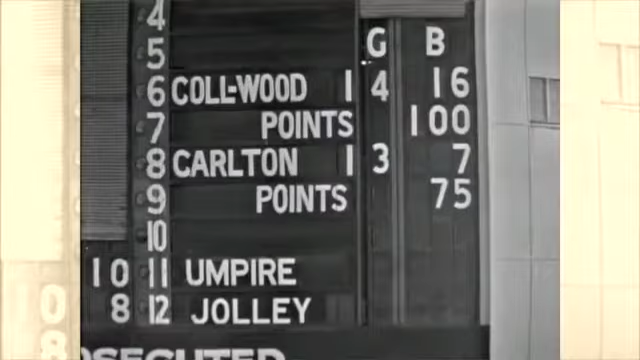 4
5 G B
6 COLL-WOOD 14 16
7 POINTS 100
8 CARLTON 13 7
9 POINTS 75
10
10 11 UMPIRE
8 12 JOLLEY